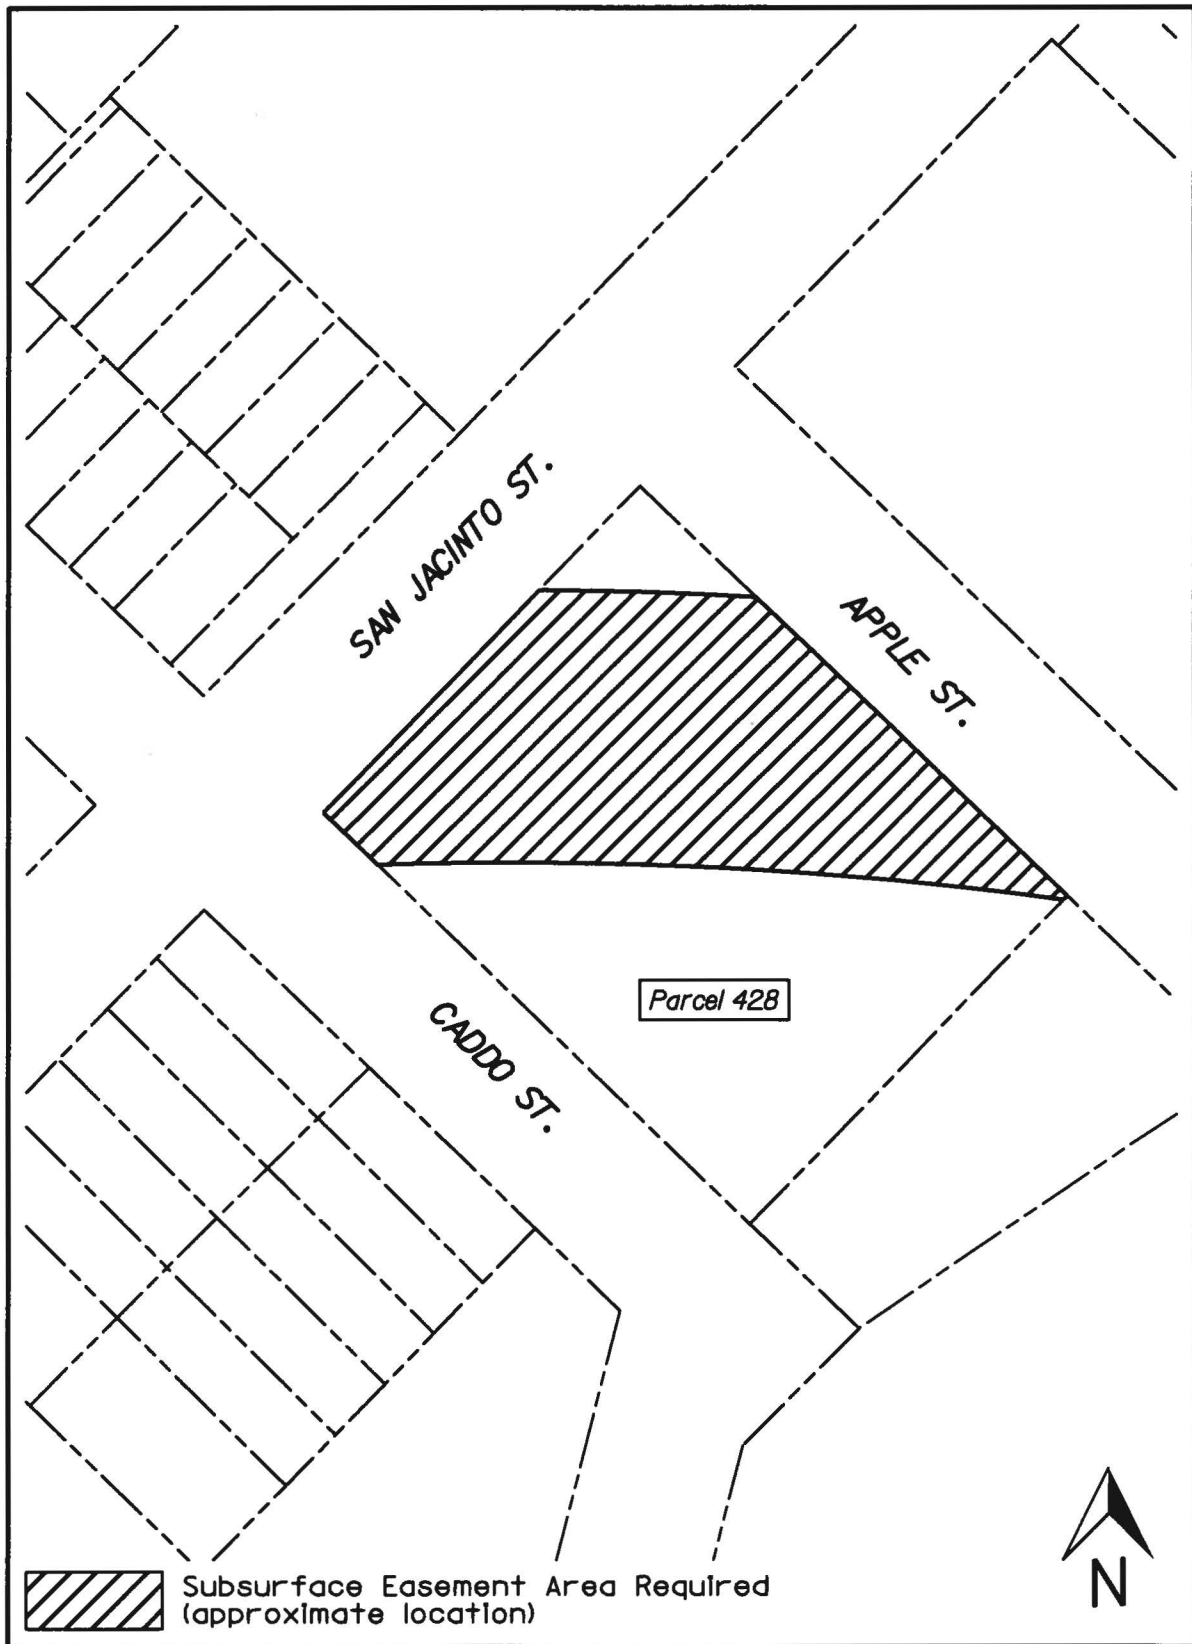 SAN JACINTO ST.
APPLE ST.
Parcel 428
CADDO ST.
N
Subsurface Easement Area Required
(approximate location)